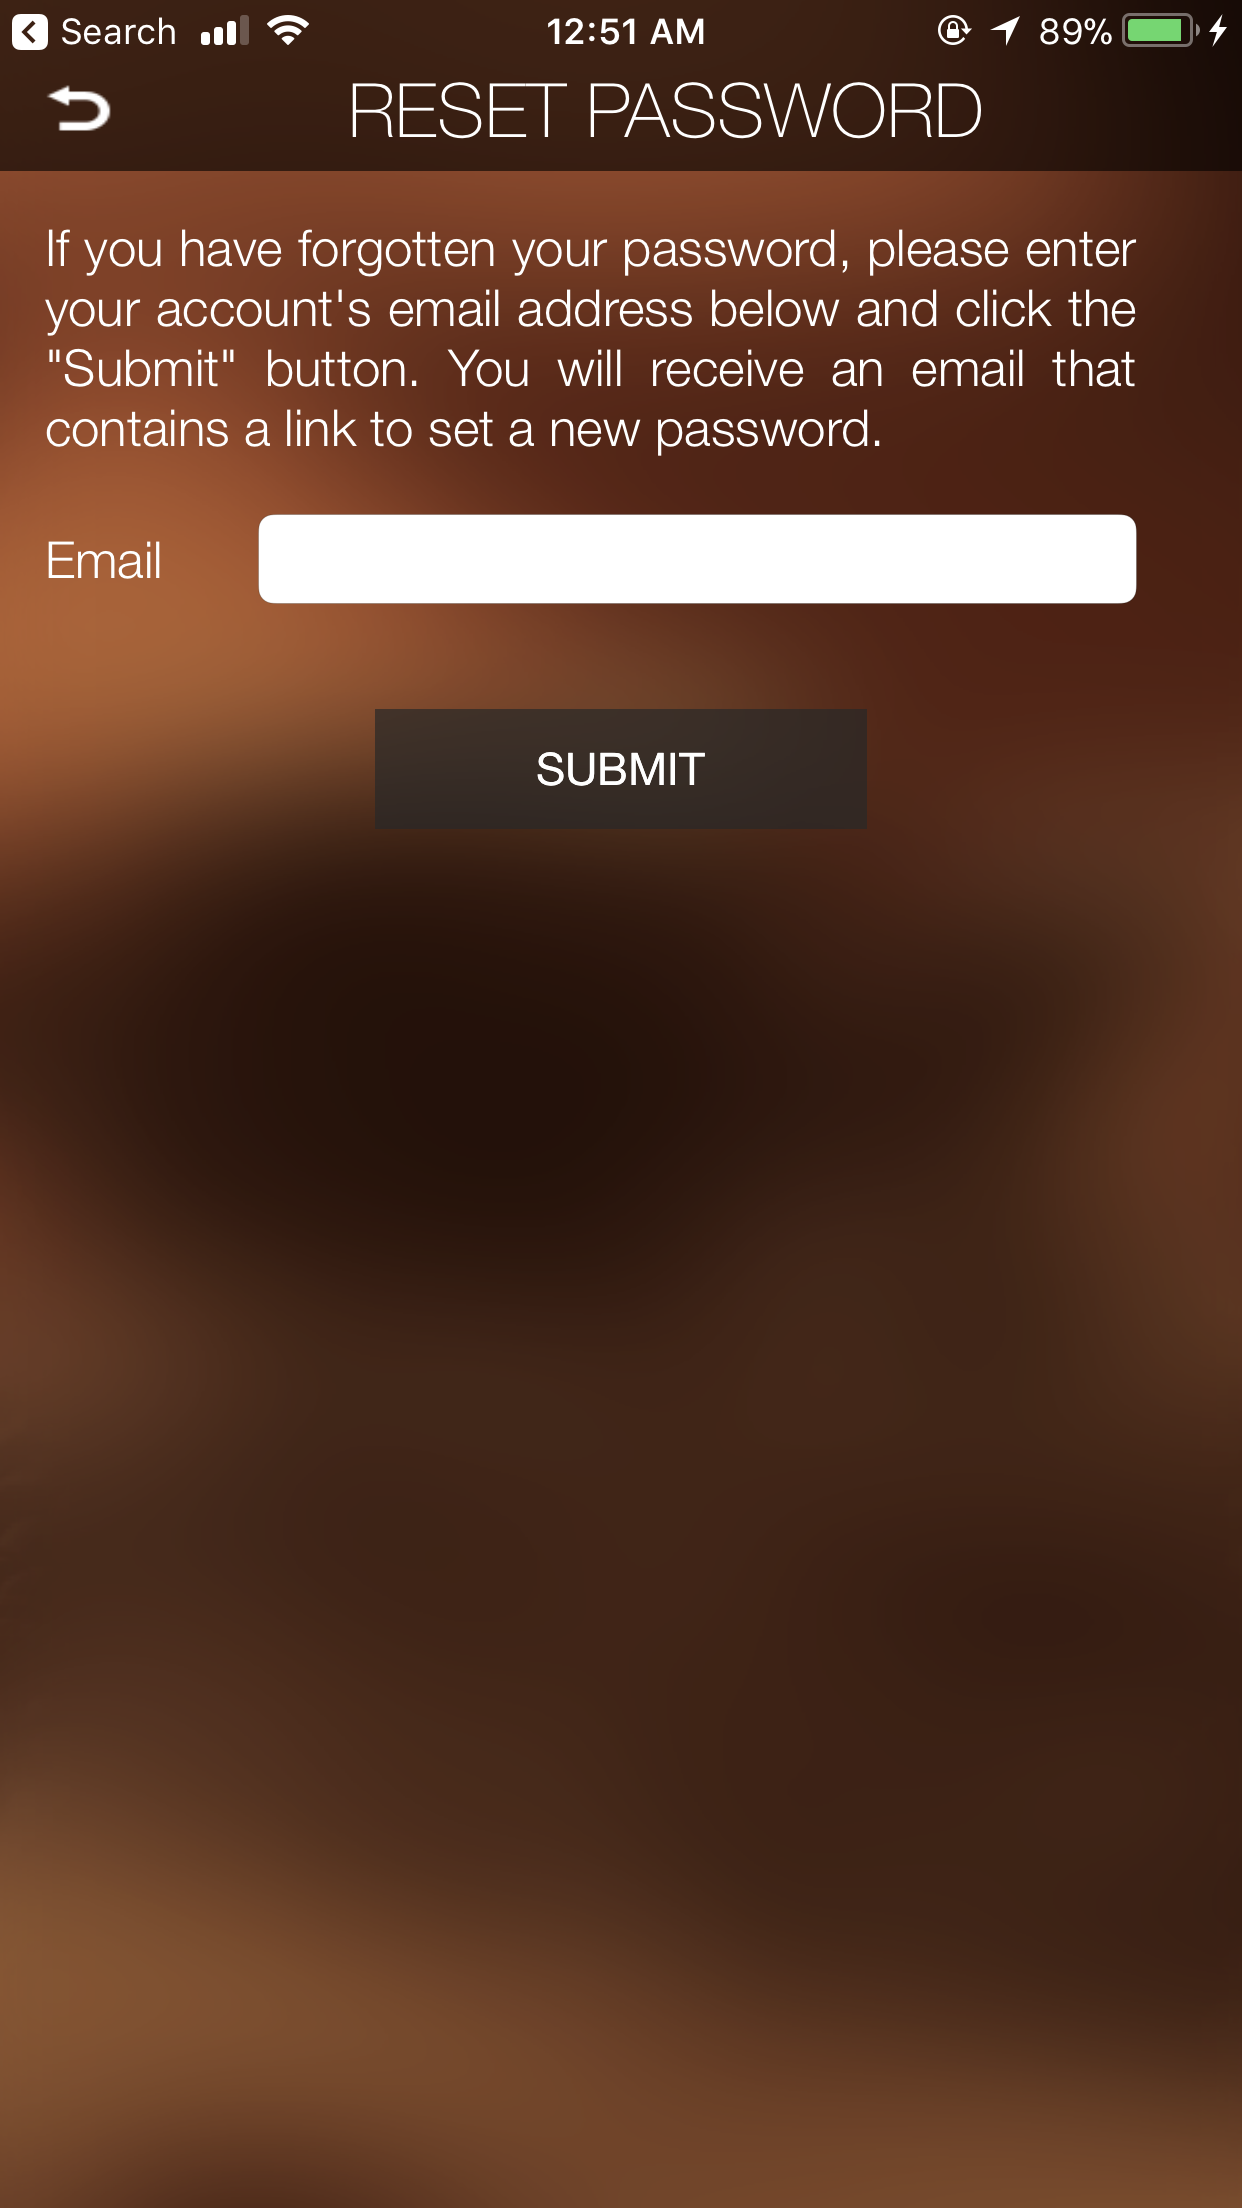 Search 12:51 AM 89%
RESET PASSWORD
If you have forgotten your password, please enter
your account's email address below and click the
"Submit" button. You will receive an email that
contains a link to set a new password.
Email
SUBMIT